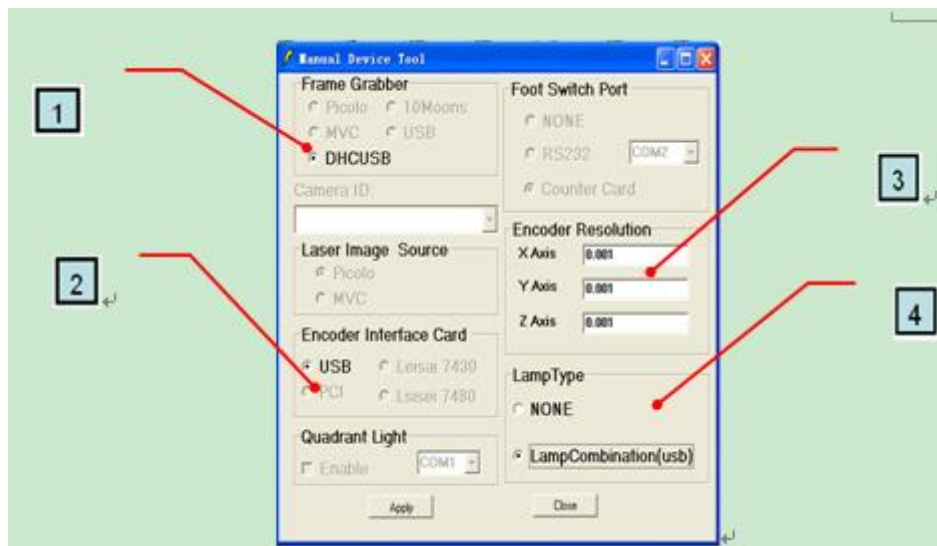 Manual Device Tool
Frame Grabber
Picolo 10Moons
MVC USB
DHCUSB
Camera ID:
Laser Image Source
Picolo
MVC
Encoder Interface Card
USB Leisai 7430
PCI Lsisei 7480
Quadrant Light
Enable COM1
Apply
Foot Switch Port
NONE
RS232 COM2
Counter Card
Encoder Resolution
X Axis 0.001
Y Axis 0.001
Z Axis 0.001
LampType
NONE
LampCombination(usb)
Close
1
2
3
4